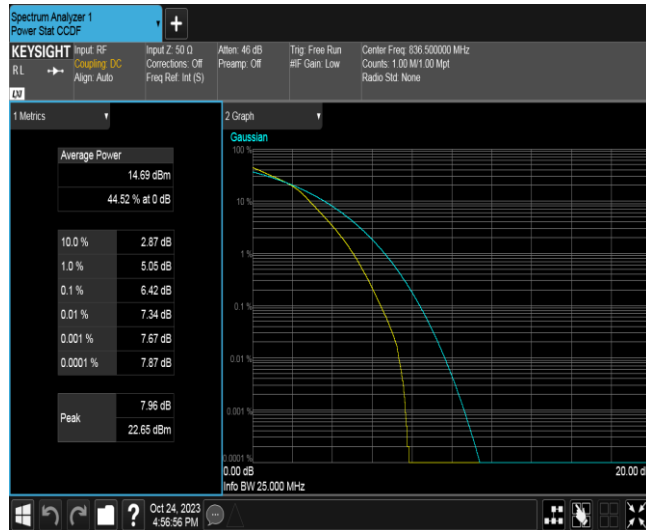 Spectrum Analyzer 1
Power Stat CCDF
+
KEYSIGHT
RL
LXI
Input: RF
Coupling: DC
Align: Auto
Input Z: 50 Ω
Corrections: Off
Freq Ref: Int (S)
Atten: 46 dB
Preamp: Off
Trig: Free Run
#IF Gain: Low
Center Freq: 836.500000 MHz
Counts: 1.00 M/1.00 Mpt
Radio Std: None
1 Metrics
Average Power
14.69 dBm
44.52 % at 0 dB
10.0 % 2.87 dB
1.0 % 5.05 dB
0.1 % 6.42 dB
0.01 % 7.34 dB
0.001 % 7.67 dB
0.0001 % 7.87 dB
Peak
7.96 dB
22.65 dBm
2 Graph
Gaussian
100 %
10 %
1 %
0.1 %
0.01 %
0.001 %
0.0001 %
0.00 dB
20.00 d
Info BW 25.000 MHz
?
Oct 24, 2023
4:56:56 PM